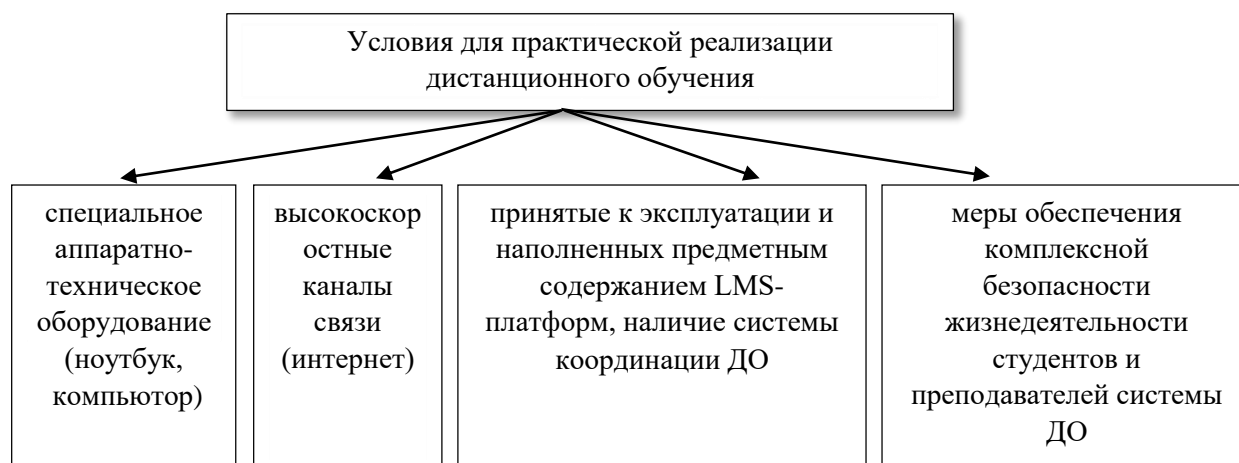 Условия для практической реализации
дистанционного обучения
специальное
аппаратно-
техническое
оборудование
(ноутбук,
компьютор)
высокоскор
остные
каналы
связи
(интернет)
принятые к эксплуатации и
наполненных предметным
содержанием LMS-
платформ, наличие системы
координации ДО
меры обеспечения
комплексной
безопасности
жизнедеятельности
студентов и
преподавателей системы
ДО